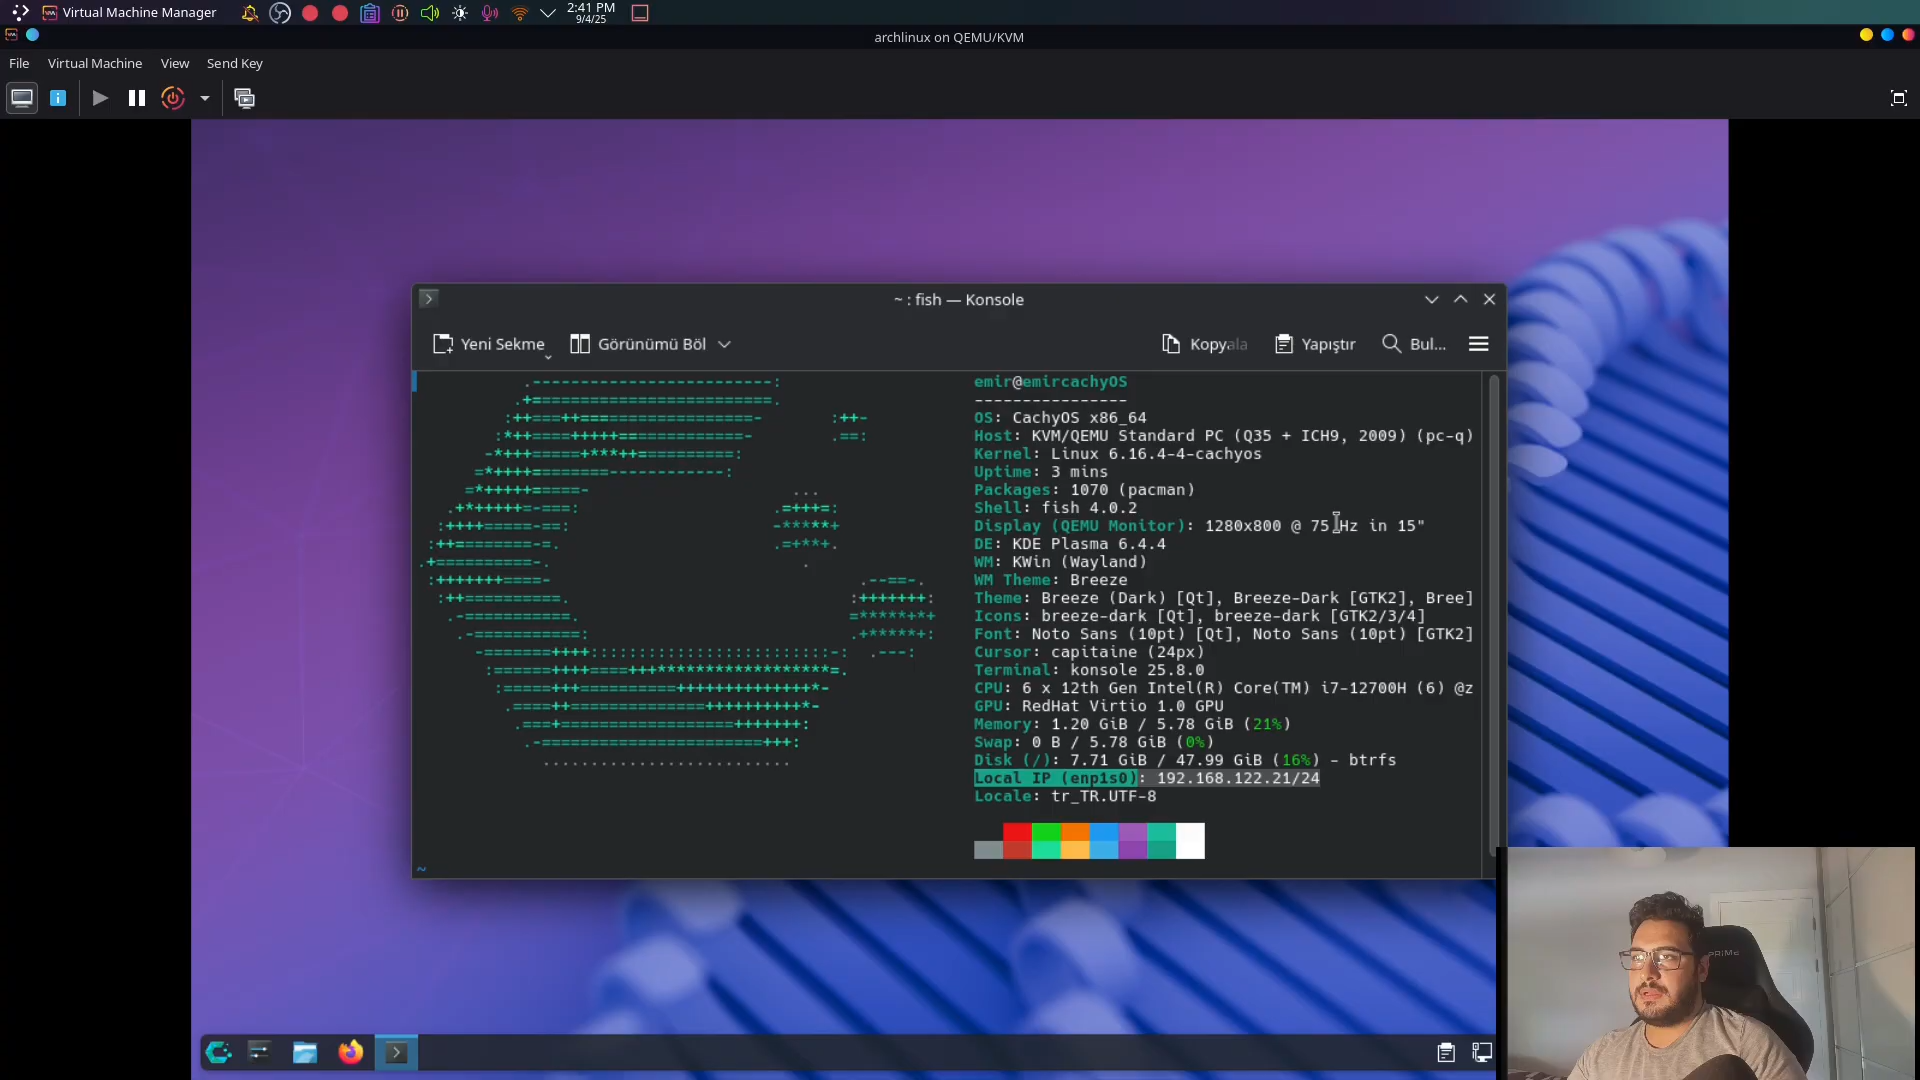 Virtual Machine Manager
2:41 PM
9/4/25
archlinux on QEMU/KVM
File Virtual Machine View Send Key
~ : fish — Konsole
Yeni Sekme Görünümü Böl Kopyala Yapıştır Bul...
emir@emircachyOS
----------------
OS: CachyOS x86_64
Host: KVM/QEMU Standard PC (Q35 + ICH9, 2009) (pc-q)
Kernel: Linux 6.16.4-4-cachyos
Uptime: 3 mins
Packages: 1070 (pacman)
Shell: fish 4.0.2
Display (QEMU Monitor): 1280x800 @ 75 Hz in 15"
DE: KDE Plasma 6.4.4
WM: KWin (Wayland)
WM Theme: Breeze
Theme: Breeze (Dark) [Qt], Breeze-Dark [GTK2], Bree]
Icons: breeze-dark [Qt], breeze-dark [GTK2/3/4]
Font: Noto Sans (10pt) [Qt], Noto Sans (10pt) [GTK2]
Cursor: capitaine (24px)
Terminal: konsole 25.8.0
CPU: 6 x 12th Gen Intel(R) Core(TM) i7-12700H (6) @z
GPU: RedHat Virtio 1.0 GPU
Memory: 1.20 GiB / 5.78 GiB (21%)
Swap: 0 B / 5.78 GiB (0%)
Disk (/): 7.71 GiB / 47.99 GiB (16%) - btrfs
Local IP (enp1s0): 192.168.122.21/24
Locale: tr_TR.UTF-8
~